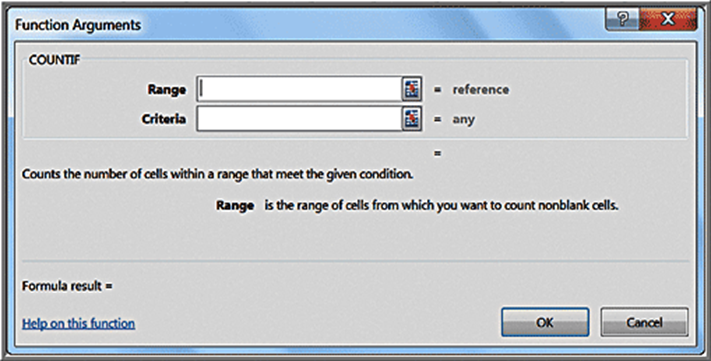 Function Arguments
?
X
COUNTIF
Range = reference
Criteria = any
=
Counts the number of cells within a range that meet the given condition.
Range is the range of cells from which you want to count nonblank cells.
Formula result =
Help on this function
OK Cancel